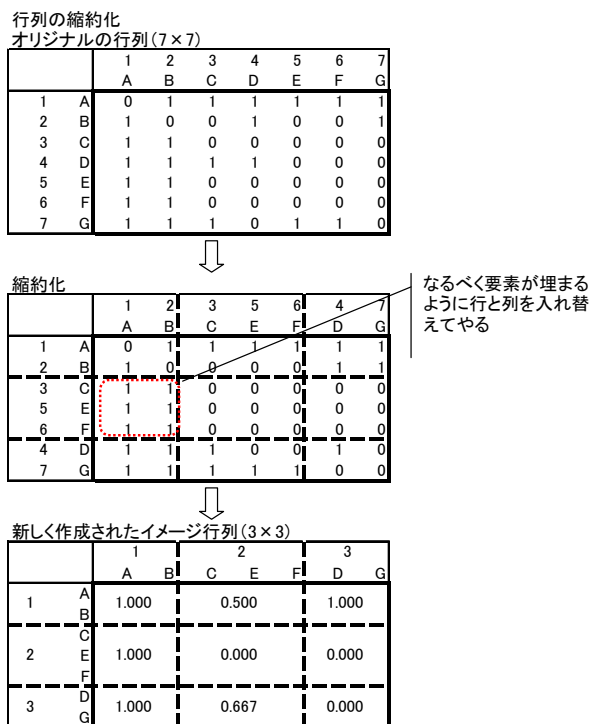 行列の縮約化
オリジナルの行列(7×7)
1 2 3 4 5 6 7
A B C D E F G
1 A 0 1 1 1 1 1 1
2 B 1 0 0 1 0 0 1
3 C 1 1 0 0 0 0 0
4 D 1 1 1 1 0 0 0
5 E 1 1 0 0 0 0 0
6 F 1 1 0 0 0 0 0
7 G 1 1 1 0 1 1 0
縮約化
なるべく要素が埋まる
ように行と列を入れ替
えてやる
1 2 3 5 6 4 7
A B C E F D G
1 A 0 1 1 1 1 1 1
2 B 1 0 0 0 0 1 1
3 C 1 1 0 0 0 0 0
5 E 1 1 0 0 0 0 0
6 F 1 1 0 0 0 0 0
4 D 1 1 1 0 0 1 0
7 G 1 1 1 1 1 0 0
新しく作成されたイメージ行列(3×3)
1 2 3
A B C E F D G
1 A B 1.000 0.500 1.000
2 C E F 1.000 0.000 0.000
3 D G 1.000 0.667 0.000